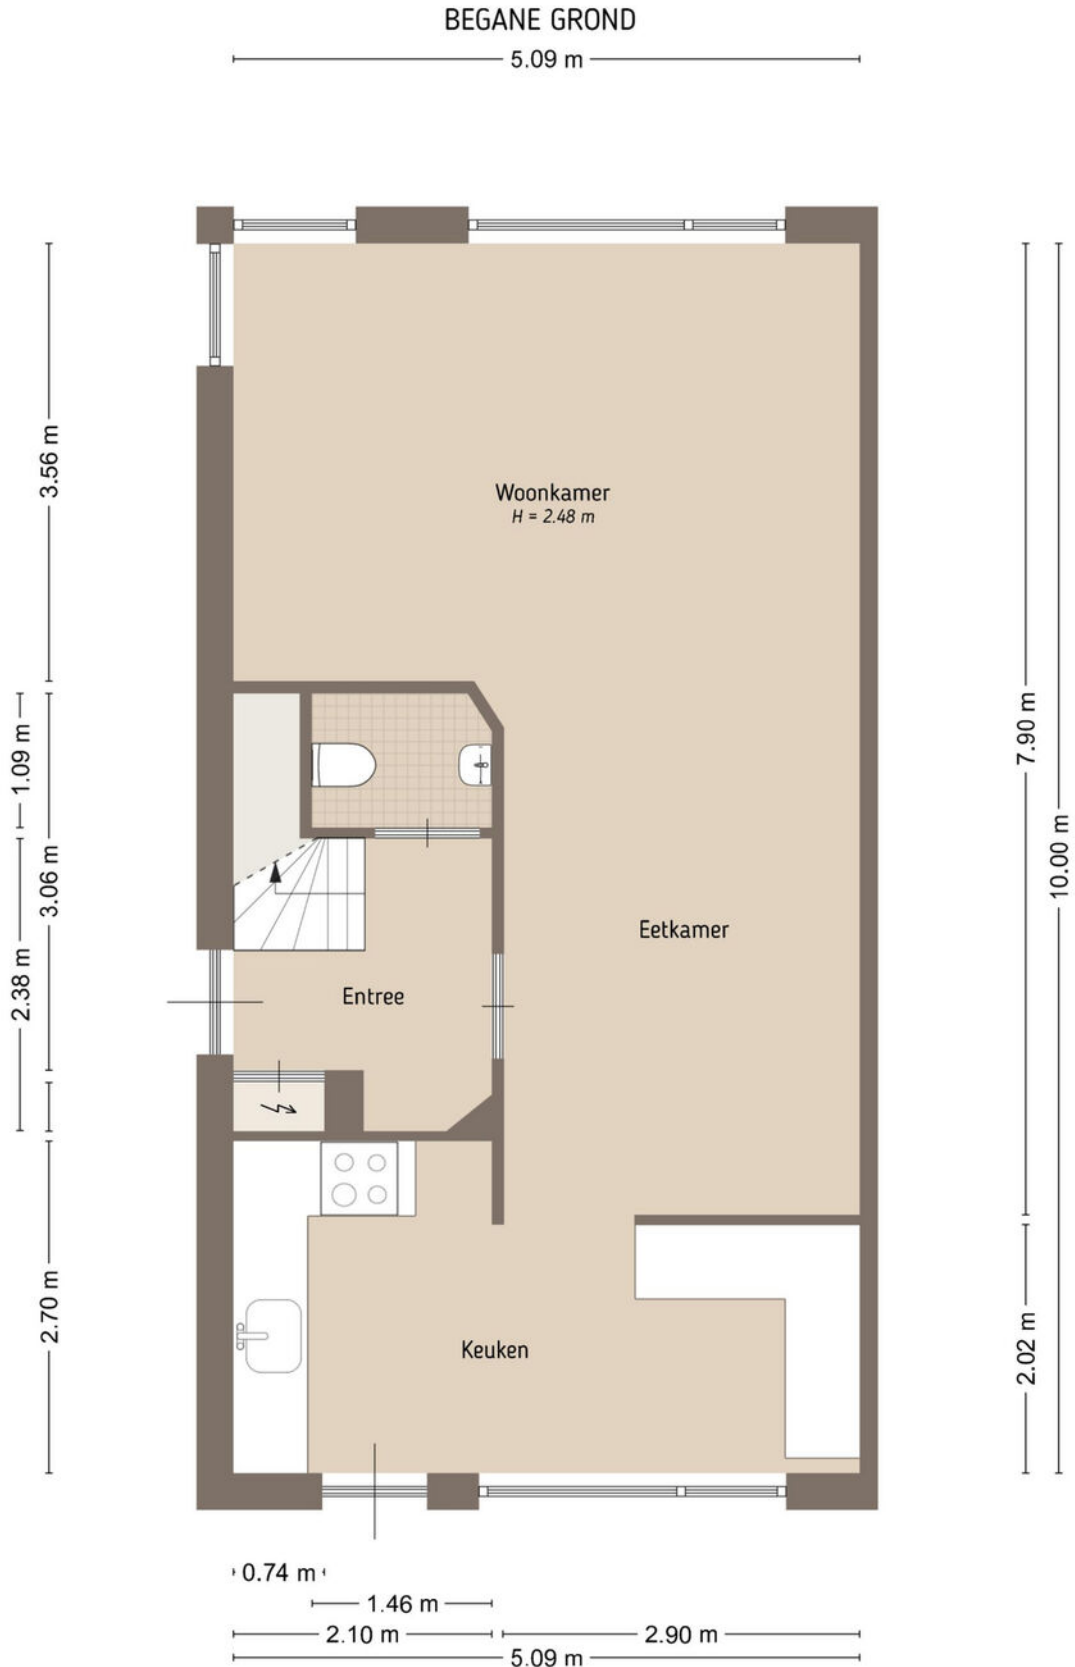 BEGANE GROND
5.09 m
3.56 m
Woonkamer
H = 2.48 m
7.90 m
10.00 m
1.09 m
3.06 m
2.38 m
Eetkamer
Entree
2.70 m
Keuken
2.02 m
0.74 m
1.46 m
2.10 m
2.90 m
5.09 m